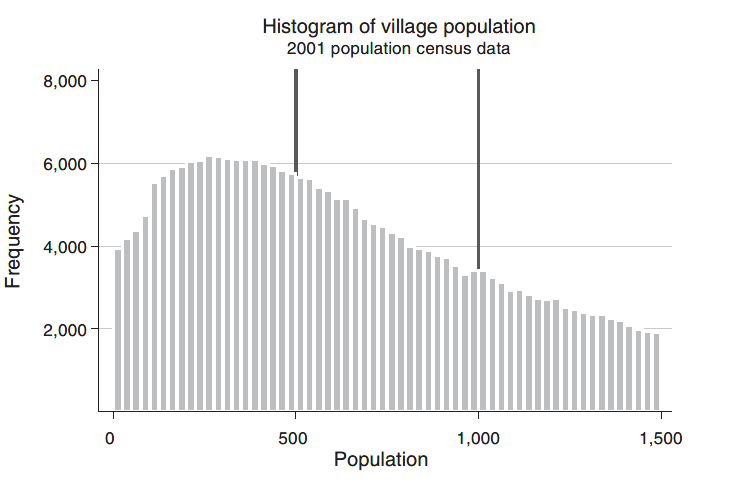 Histogram of village population
2001 population census data
8,000
6,000
4,000
2,000
Frequency
0 500 1,000 1,500
Population